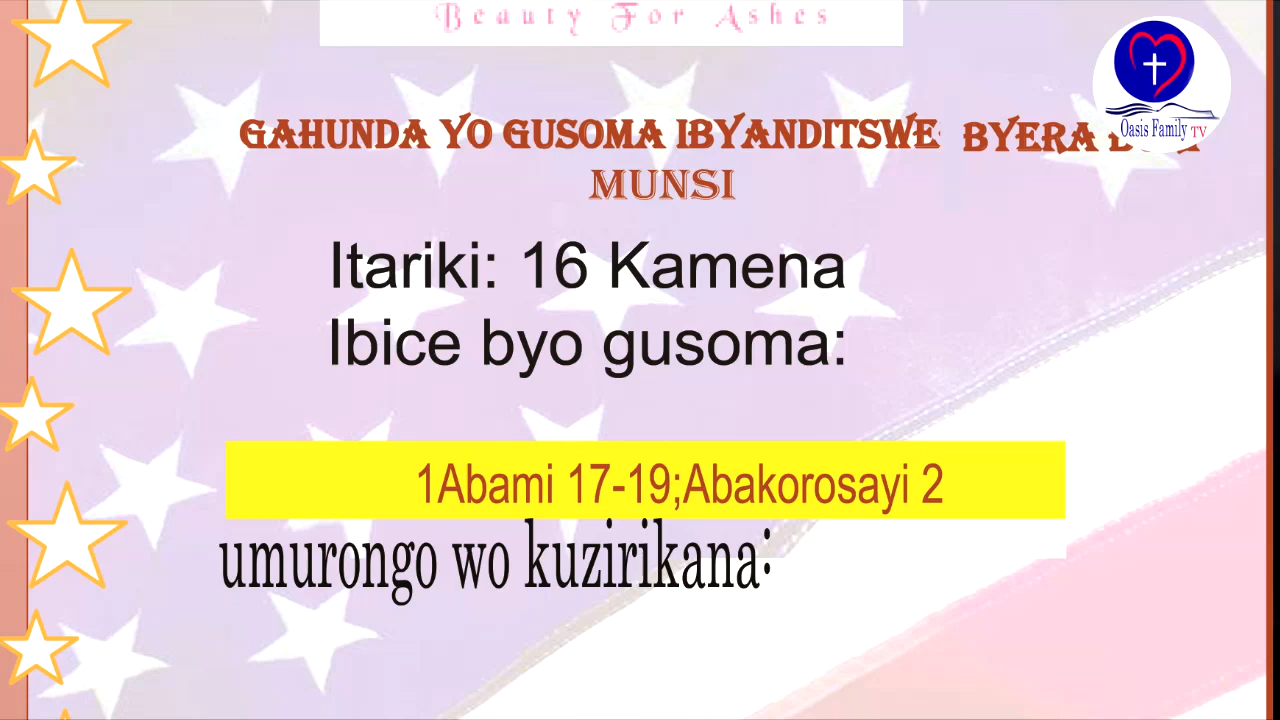 Beauty For Ashes
Oasis Family TV
GAHUNDA YO GUSOMA IBYANDITSWE BYERA
MUNSI
Itariki: 16 Kamena
Ibice byo gusoma:
1Abami 17-19;Abakorosayi 2
umurongo wo kuzirikana: